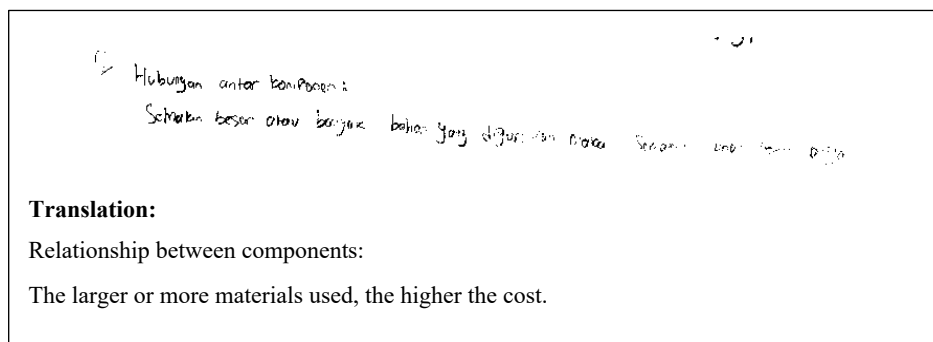 Hubungan antar komponen:
Semakin besar atau banyak bahan yang digunakan maka
Translation:
Relationship between components:
The larger or more materials used, the higher the cost.